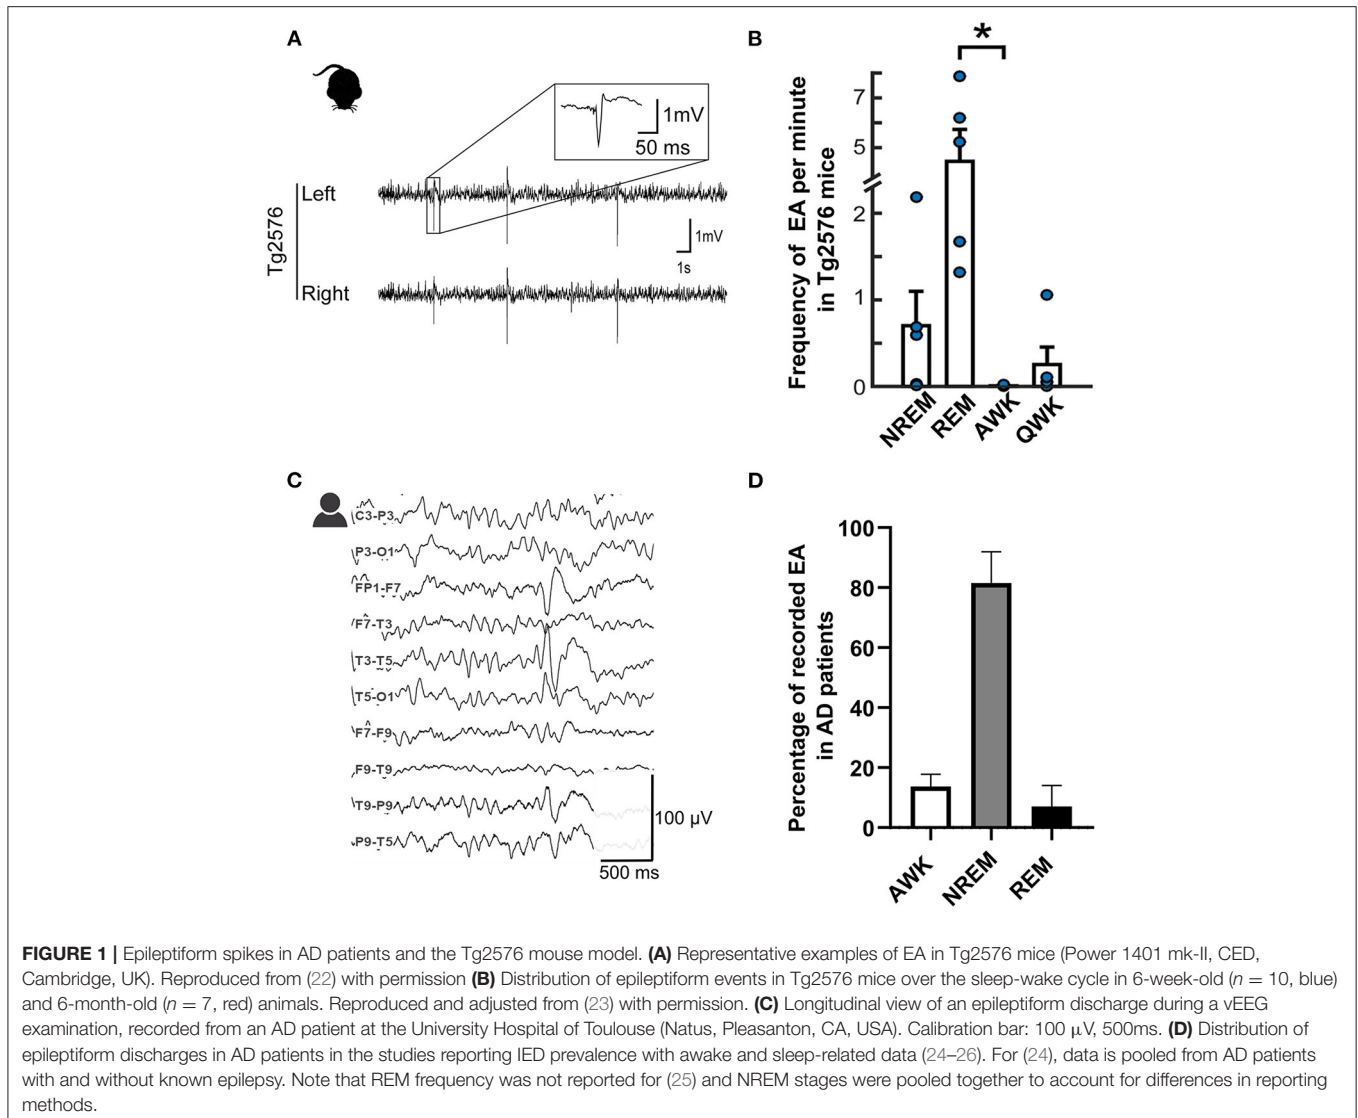 A
Tg2576
Left
Right
1mV
50 ms
1mV
1s
B
Frequency of EA per minute
in Tg2576 mice
*
7
5
2
1
0
NREM
REM
AWK
QWK
C
C3-P3
P3-O1
FP1-F7
F7-T3
T3-T5
T5-O1
F7-F9
F9-T9
T9-P9
P9-T5
100 µV
500 ms
D
Percentage of recorded EA
in AD patients
100
80
60
40
20
0
AWK
NREM
REM
FIGURE 1 | Epileptiform spikes in AD patients and the Tg2576 mouse model. (A) Representative examples of EA in Tg2576 mice (Power 1401 mk-II, CED,
Cambridge, UK). Reproduced from (22) with permission (B) Distribution of epileptiform events in Tg2576 mice over the sleep-wake cycle in 6-week-old (n = 10, blue)
and 6-month-old (n = 7, red) animals. Reproduced and adjusted from (23) with permission. (C) Longitudinal view of an epileptiform discharge during a vEEG
examination, recorded from an AD patient at the University Hospital of Toulouse (Natus, Pleasanton, CA, USA). Calibration bar: 100 µV, 500ms. (D) Distribution of
epileptiform discharges in AD patients in the studies reporting IED prevalence with awake and sleep-related data (24–26). For (24), data is pooled from AD patients
with and without known epilepsy. Note that REM frequency was not reported for (25) and NREM stages were pooled together to account for differences in reporting
methods.